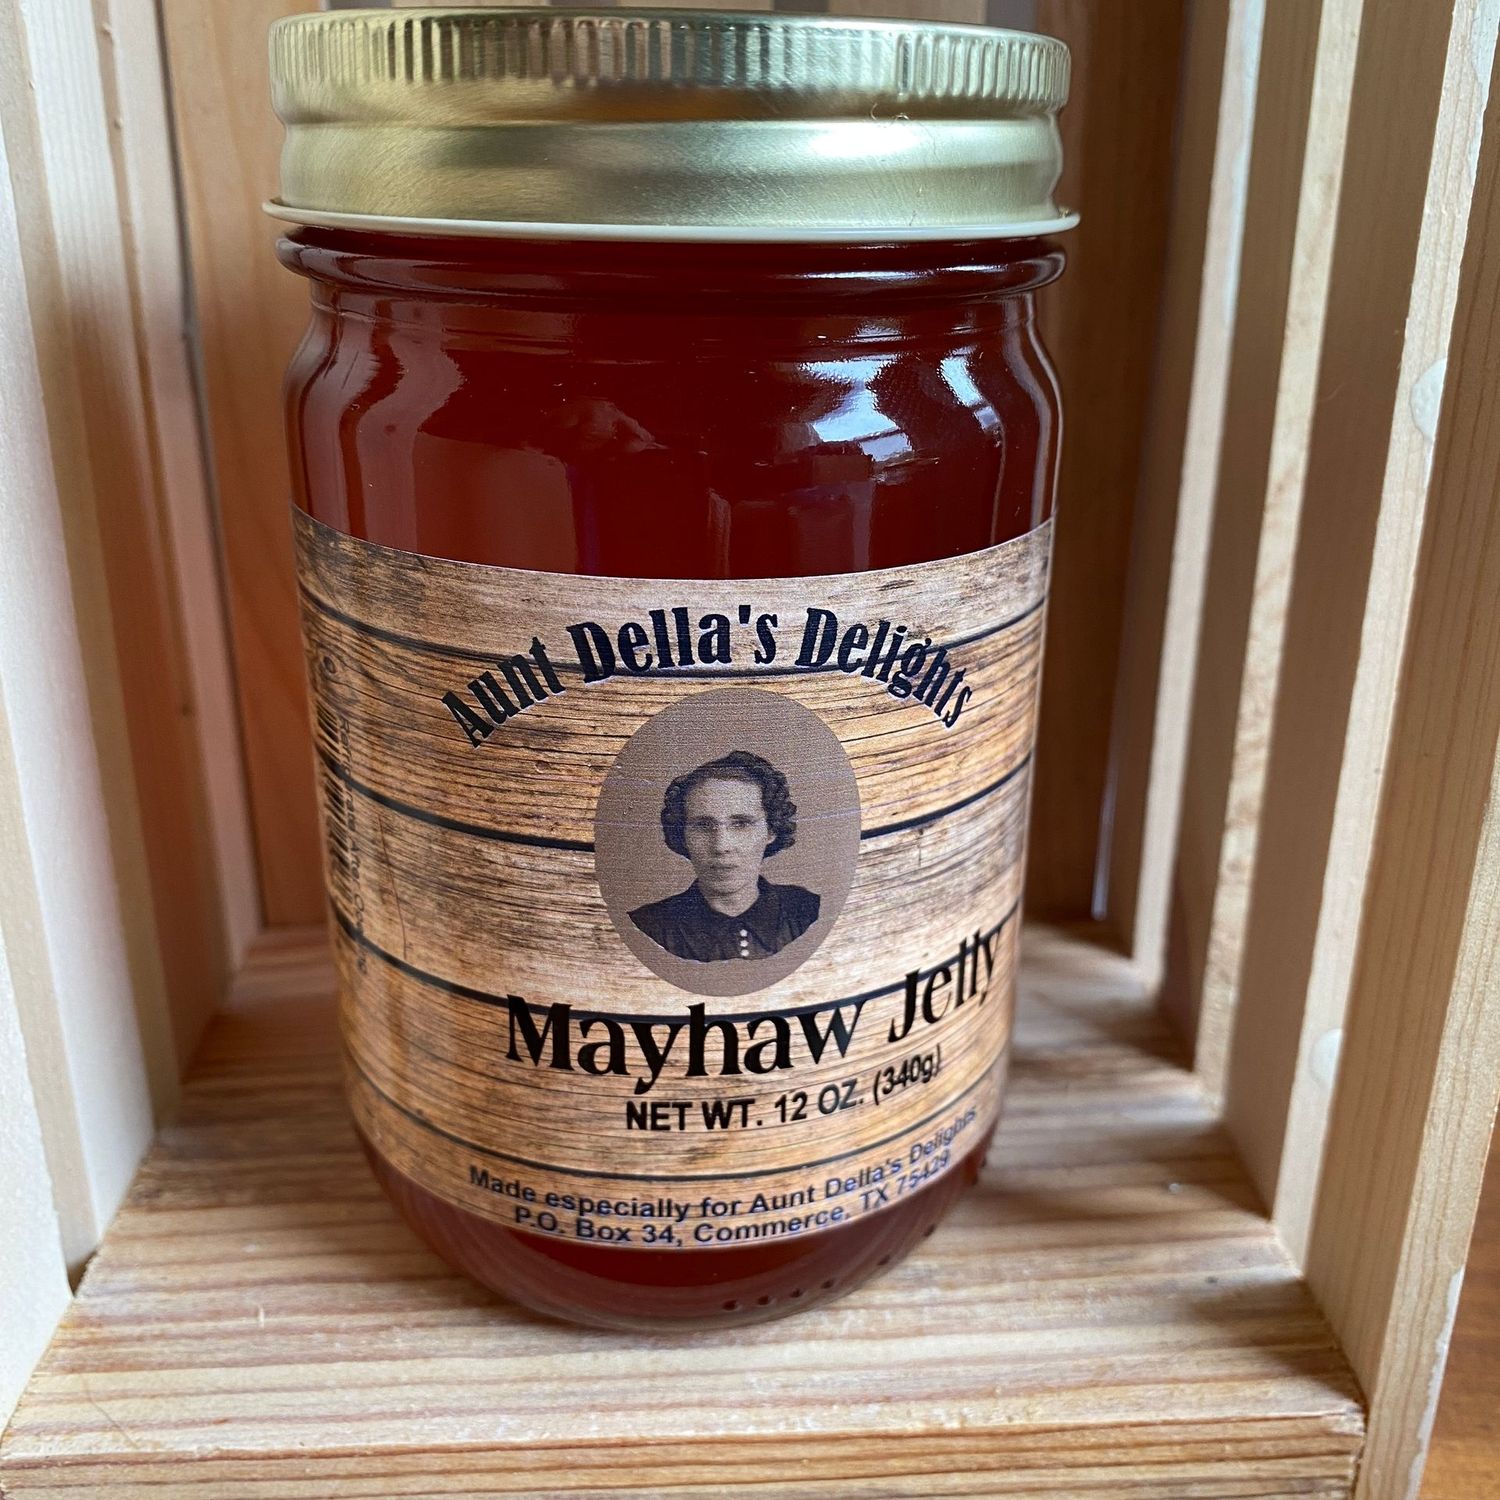 Aunt Della's Delights
Mayhaw Jelly
NET WT. 12 OZ. (340g)
Made especially for Aunt Della's Delights
P.O. Box 34, Commerce, TX 75429